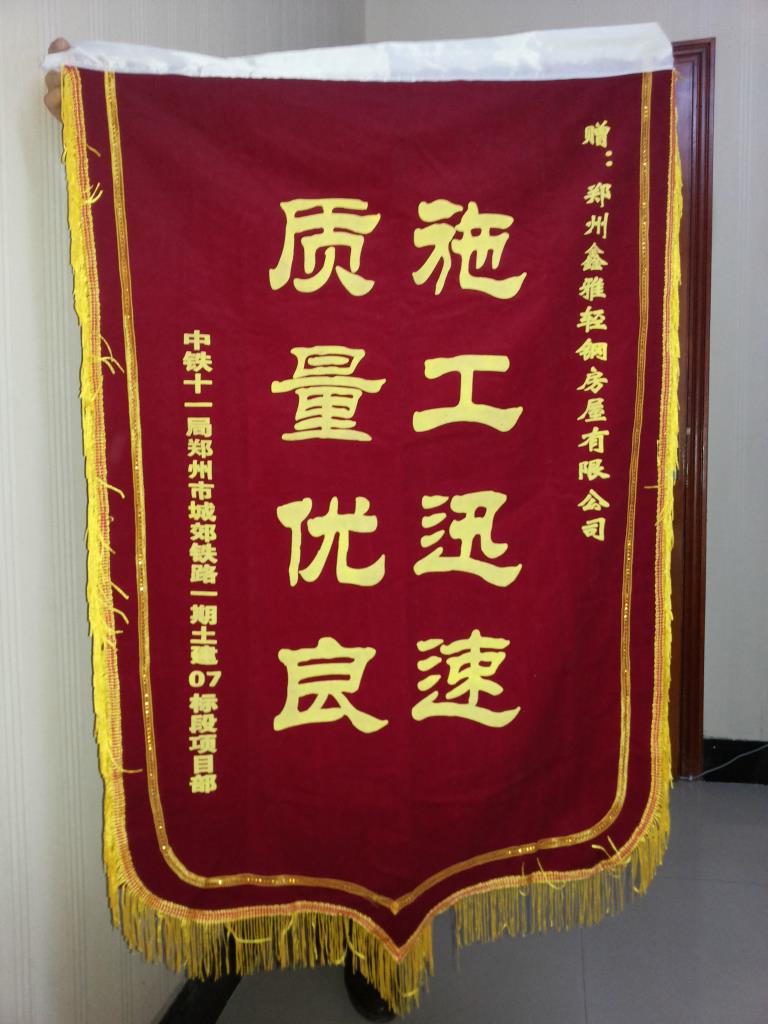 赠：郑州鑫雅轻钢房屋有限公司
施工迅速
质量优良
中铁十一局郑州市城郊铁路一期土建07标段项目部